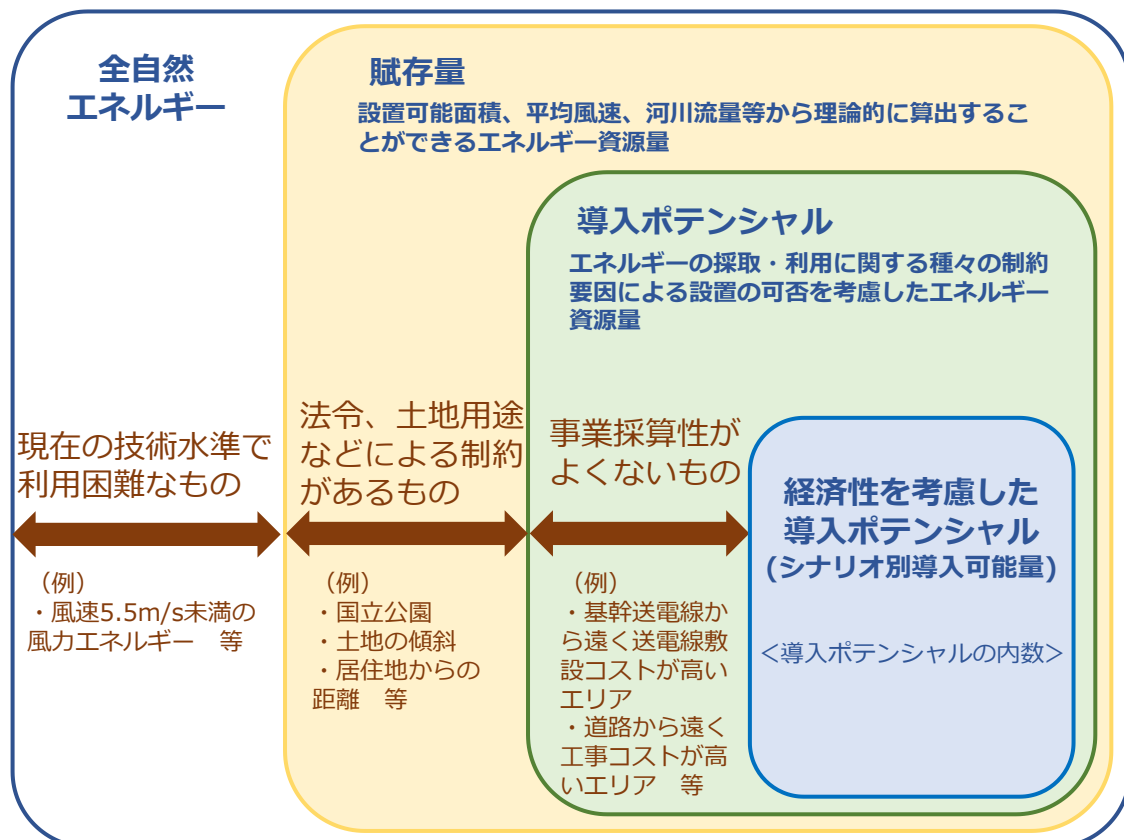 全自然
エネルギー
賦存量
設置可能面積、平均風速、河川流量等から理論的に算出するこ
とができるエネルギー資源量
導入ポテンシャル
エネルギーの採取・利用に関する種々の制約
要因による設置の可否を考慮したエネルギー
資源量
現在の技術水準で
利用困難なもの
(例)
・風速5.5m/s未満の
風力エネルギー 等
法令、土地用途
などによる制約
があるもの
(例)
・国立公園
・土地の傾斜
・居住地からの
距離 等
事業採算性が
よくないもの
(例)
・基幹送電線か
ら遠く送電線敷
設コストが高い
エリア
・道路から遠く
工事コストが高
いエリア 等
経済性を考慮した
導入ポテンシャル
(シナリオ別導入可能量)
<導入ポテンシャルの内数>